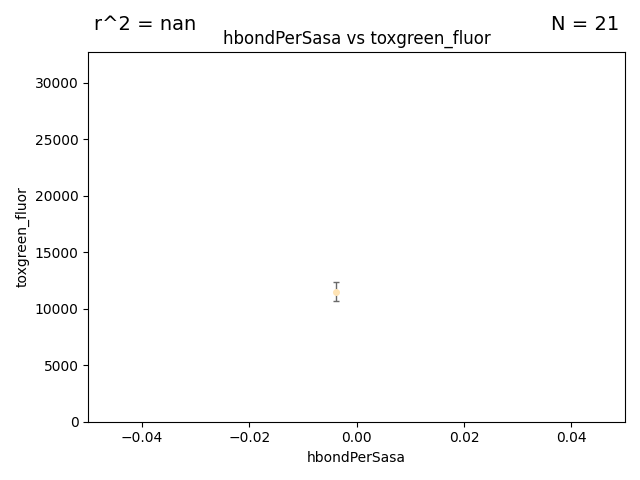 r^2 = nan
N = 21
hbondPerSasa vs toxgreen_fluor
30000
25000
20000
15000
10000
5000
0
toxgreen_fluor
−0.04
−0.02
0.00
0.02
0.04
hbondPerSasa